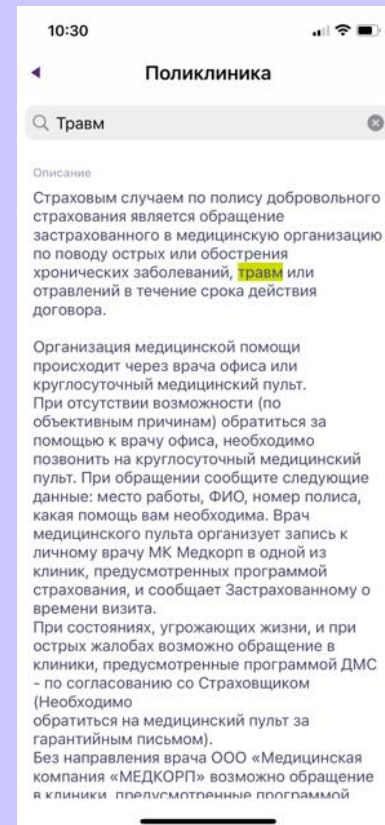 10:30
Поликлиника
Травм
Описание
Страховым случаем по полису добровольного
страхования является обращение
застрахованного в медицинскую организацию
по поводу острых или обострения
хронических заболеваний, травм или
отравлений в течение срока действия
договора.
Организация медицинской помощи
происходит через врача офиса или
круглосуточный медицинский пульт.
При отсутствии возможности (по
объективным причинам) обратиться за
помощью к врачу офиса, необходимо
позвонить на круглосуточный медицинский
пульт. При обращении сообщите следующие
данные: место работы, ФИО, номер полиса,
какая помощь вам необходима. Врач
медицинского пульта организует запись к
личному врачу МК Медкорп в одной из
клиник, предусмотренных программой
страхования, и сообщает Застрахованному о
времени визита.
При состояниях, угрожающих жизни, и при
острых жалобах возможно обращение в
клиники, предусмотренные программой ДМС
- по согласованию со Страховщиком
(Необходимо
обратиться на медицинский пульт за
гарантийным письмом).
Без направления врача ООО «Медицинская
компания «МЕДКОРП» возможно обращение
в клиники, предусмотренные программой